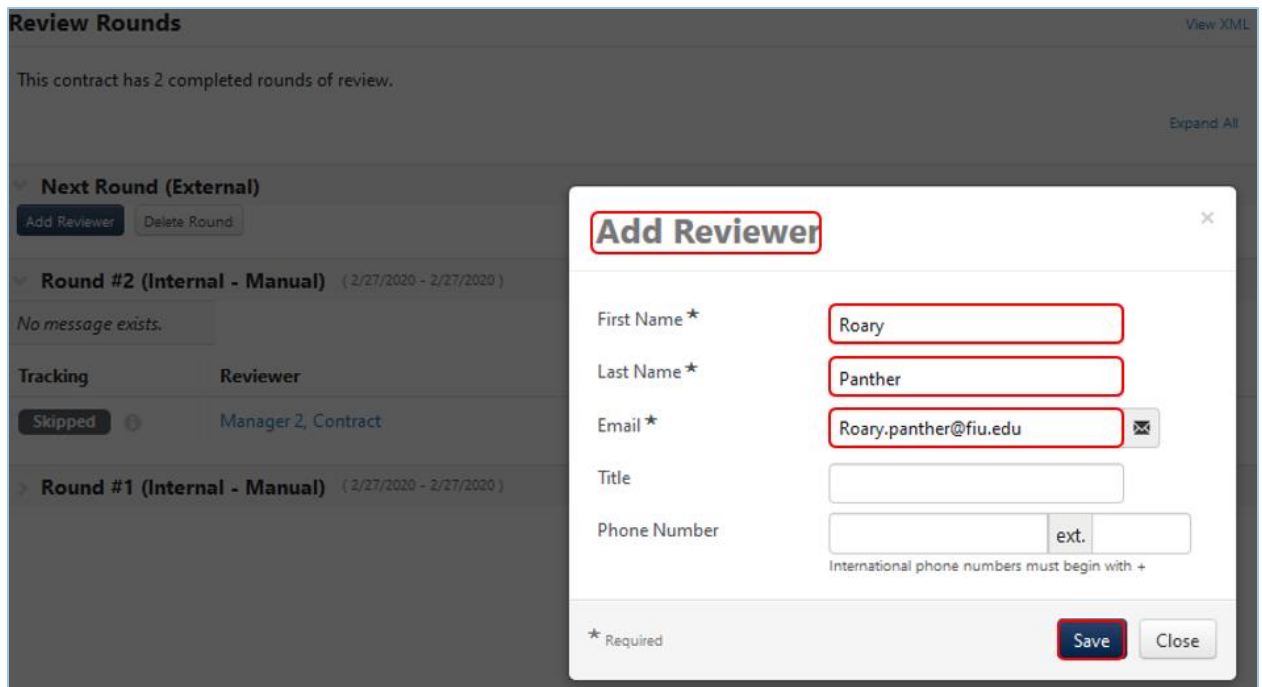 Review Rounds
View XML
This contract has 2 completed rounds of review.
Expand All
Next Round (External)
Add Reviewer Delete Round
Round #2 (Internal - Manual) ( 2/27/2020 - 2/27/2020 )
No message exists.
Tracking Reviewer
Skipped Manager 2, Contract
Round #1 (Internal - Manual) ( 2/27/2020 - 2/27/2020 )
Add Reviewer ×
First Name ★ Roary
Last Name ★ Panther
Email ★ Roary.panther@fiu.edu
Title
Phone Number ext.
International phone numbers must begin with +
★ Required Save Close